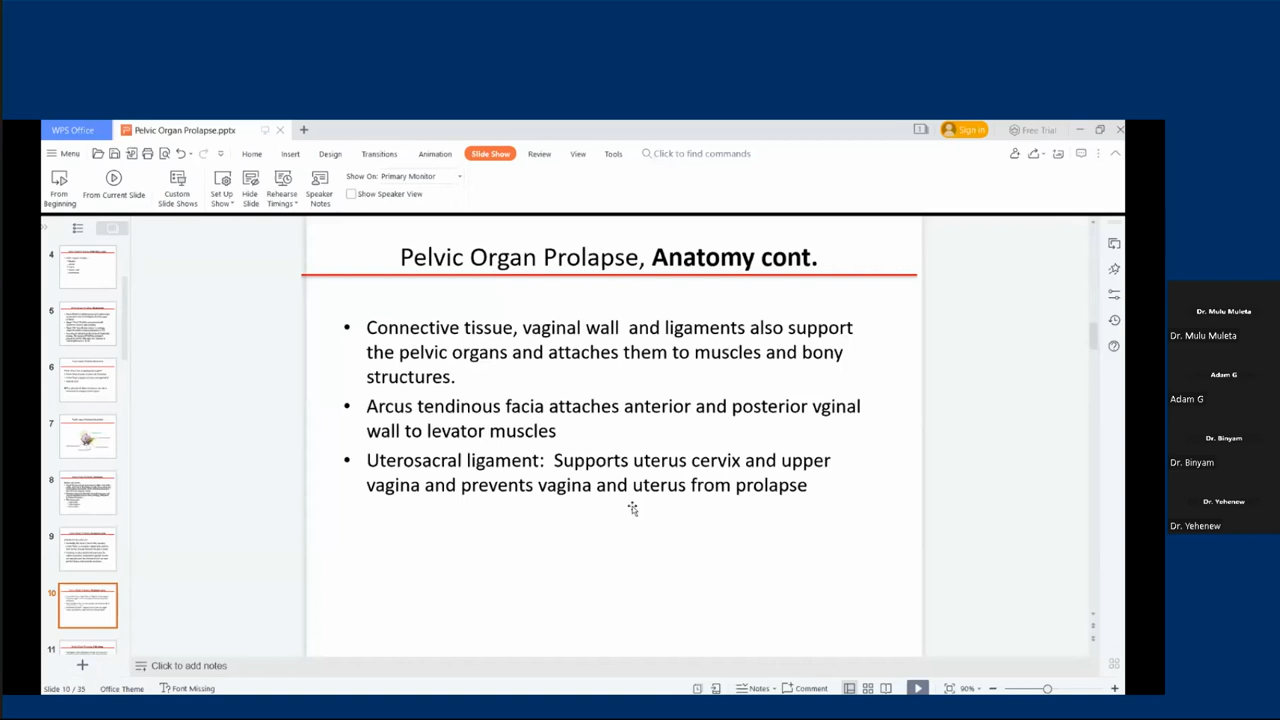 WPS Office
Pelvic Organ Prolapse.pptx
Sign in
Free Trial
Menu
Home Insert Design Transitions Animation Slide Show Review View Tools Click to find commands
From Beginning
From Current Slide
Custom Slide Shows
Set Up Show
Hide Slide
Rehearse Timings
Speaker Notes
Show On: Primary Monitor
Show Speaker View
4
5
6
7
8
9
10
11
Pelvic Organ Prolapse, Anatomy cont.
• Connective tissue, vaginal wall and ligaments also support
the pelvic organs and attaches them to muscles and bony
structures.
• Arcus tendinous facia attaches anterior and posterior vginal
wall to levator muscles
• Uterosacral ligament: Supports uterus cervix and upper
vagina and prevents vagina and uterus from prolapse
Click to add notes
Slide 10 / 35 Office Theme Font Missing
Notes Comment 90%
Dr. Mulu Muleta
Dr. Mulu Muleta
Adam G
Adam G
Dr. Binyam
Dr. Binyam
Dr. Yehenew
Dr. Yehenew